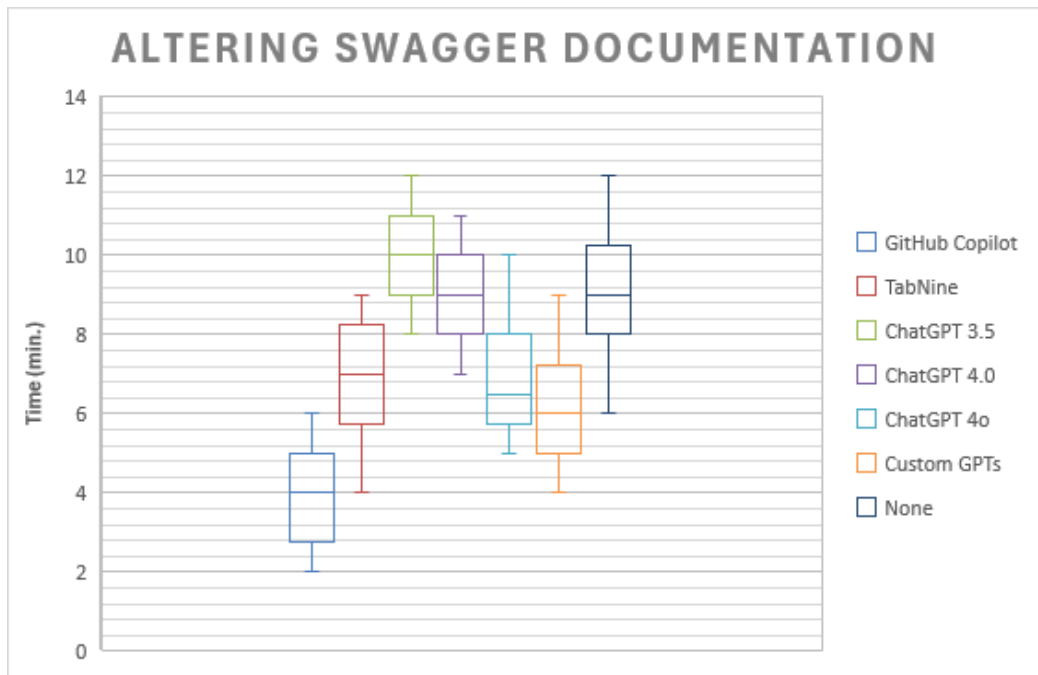 ALTERING SWAGGER DOCUMENTATION
14
12
10
8
6
4
2
0
Time (min.)
GitHub Copilot
TabNine
ChatGPT 3.5
ChatGPT 4.0
ChatGPT 4o
Custom GPTs
None